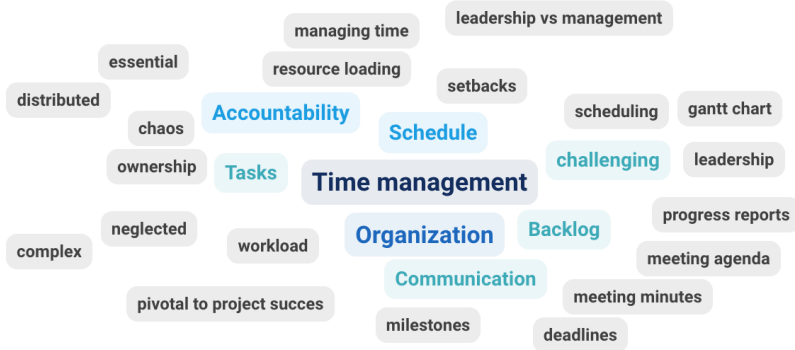 leadership vs management
managing time
essential
resource loading
setbacks
distributed
Accountability
scheduling
gantt chart
chaos
Schedule
ownership
Tasks
challenging
leadership
Time management
progress reports
neglected
Organization
Backlog
workload
complex
meeting agenda
Communication
pivotal to project succes
meeting minutes
milestones
deadlines